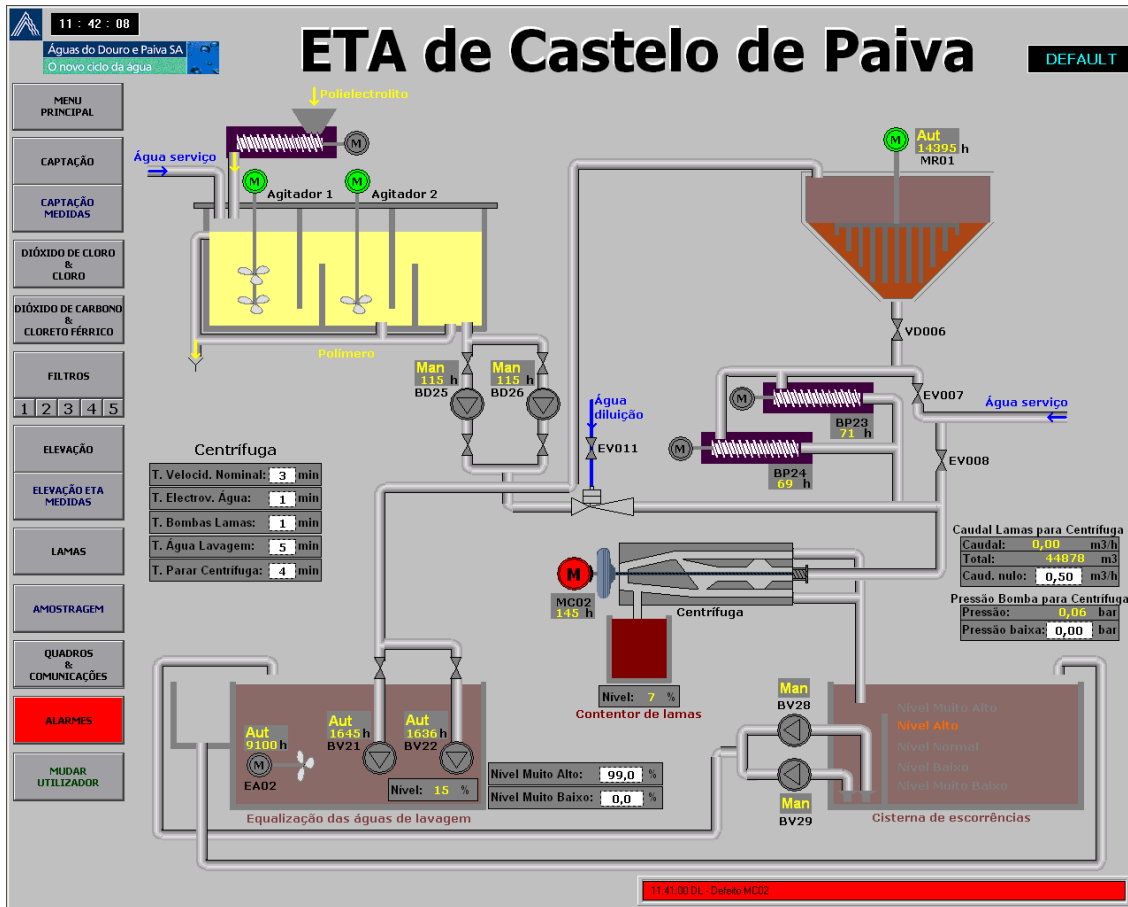 11 : 42 : 08
Águas do Douro e Paiva SA
O novo ciclo da água
ETA de Castelo de Paiva
DEFAULT
MENU
PRINCIPAL
CAPTAÇÃO
CAPTAÇÃO
MEDIDAS
DIÓXIDO DE CLORO
&
CLORO
DIÓXIDO DE CARBONO
&
CLORETO FÉRRICO
FILTROS
1 2 3 4 5
ELEVAÇÃO
ELEVAÇÃO ETA
MEDIDAS
LAMAS
AMOSTRAGEM
QUADROS
&
COMUNICAÇÕES
ALARMES
MUDAR
UTILIZADOR
Polielectrolito
M
Água serviço
M
Agitador 1
M
Agitador 2
Polímero
Man
115 h
BD25
Man
115 h
BD26
M
Aut
14395 h
MR01
VD006
EV007
Água serviço
M
BP23
71 h
M
BP24
69 h
EV008
Água
diluição
EV011
Centrífuga
T. Velocid. Nominal: 3 min
T. Electrov. Água: 1 min
T. Bombas Lamas: 1 min
T. Água Lavagem: 5 min
T. Parar Centrífuga: 4 min
Caudal Lamas para Centrífuga
Caudal: 0,00 m3/h
Total: 44878 m3
Caud. nulo: 0,50 m3/h
Pressão Bomba para Centrífuga
Pressão: 0,06 bar
Pressão baixa: 0,00 bar
M
MC02
145 h
Centrífuga
Nível: 7 %
Contentor de lamas
Aut
9100 h
M
EA02
Aut
1645 h
BV21
Aut
1636 h
BV22
Nível: 15 %
Equalização das águas de lavagem
Nível Muito Alto: 99,0 %
Nível Muito Baixo: 0,0 %
Man
BV28
Man
BV29
Nível Muito Alto
Nível Alto
Nível Normal
Nível Baixo
Nível Muito Baixo
Cisterna de escorrências
11:41:00 DL - Defeito MC02